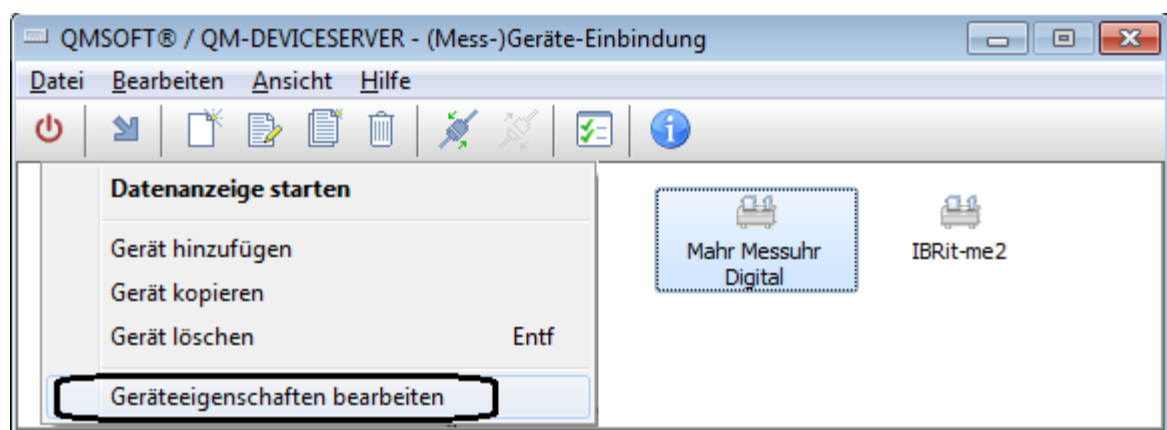 QMSOFT® / QM-DEVICESERVER - (Mess-)Geräte-Einbindung
Datei Bearbeiten Ansicht Hilfe
Datenanzeige starten
Gerät hinzufügen
Gerät kopieren
Gerät löschen Entf
Geräteeigenschaften bearbeiten
Mahr Messuhr
Digital
IBRit-me2